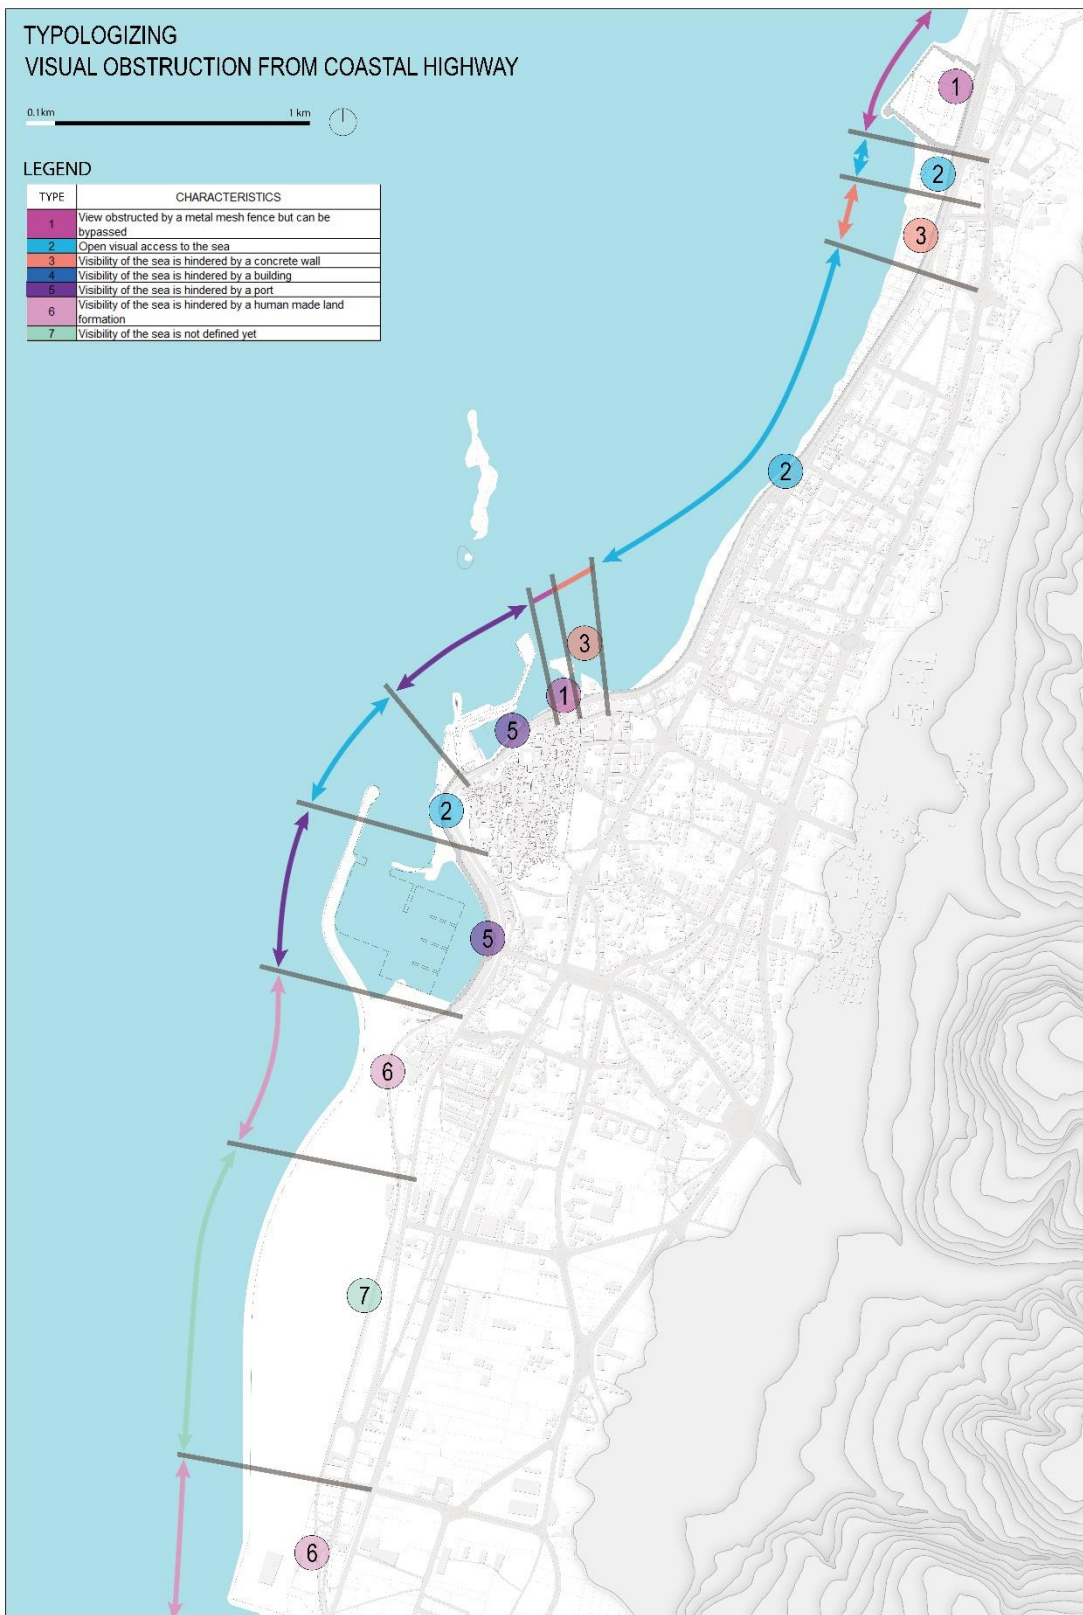 TYPOLOGIZING
VISUAL OBSTRUCTION FROM COASTAL HIGHWAY
0.1km 1 km
LEGEND
TYPE CHARACTERISTICS
1 View obstructed by a metal mesh fence but can be
bypassed
2 Open visual access to the sea
3 Visibility of the sea is hindered by a concrete wall
4 Visibility of the sea is hindered by a building
5 Visibility of the sea is hindered by a port
6 Visibility of the sea is hindered by a human made land
formation
7 Visibility of the sea is not defined yet
1
2
3
2
3
1
5
2
5
6
7
6